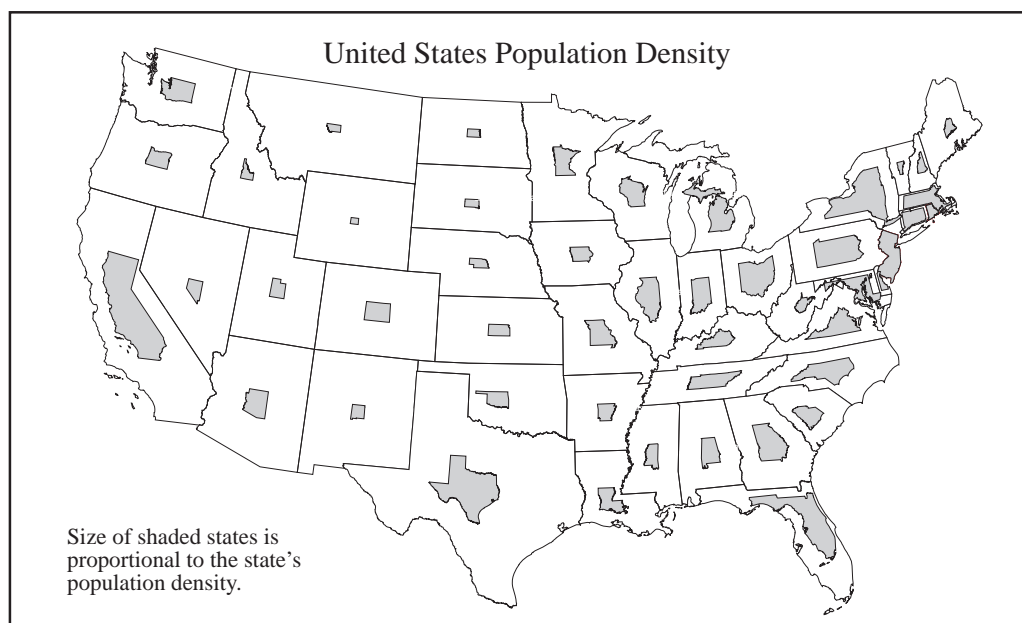 United States Population Density
Size of shaded states is
proportional to the state’s
population density.